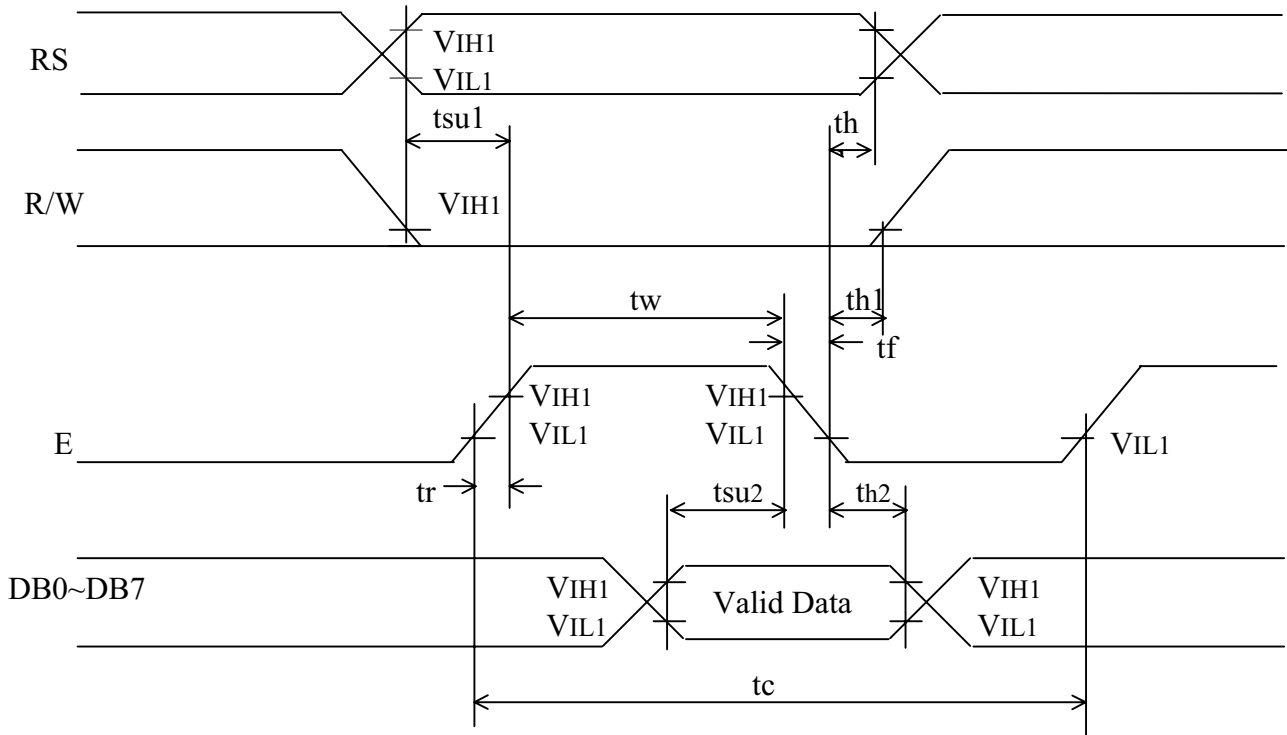 RS
VIH1
VIL1
tsu1
th
R/W
VIH1
tw
th1
tf
E
VIH1
VIL1
VIH1
VIL1
VIL1
tr
tsu2
th2
DB0~DB7
VIH1
VIL1
Valid Data
VIH1
VIL1
tc